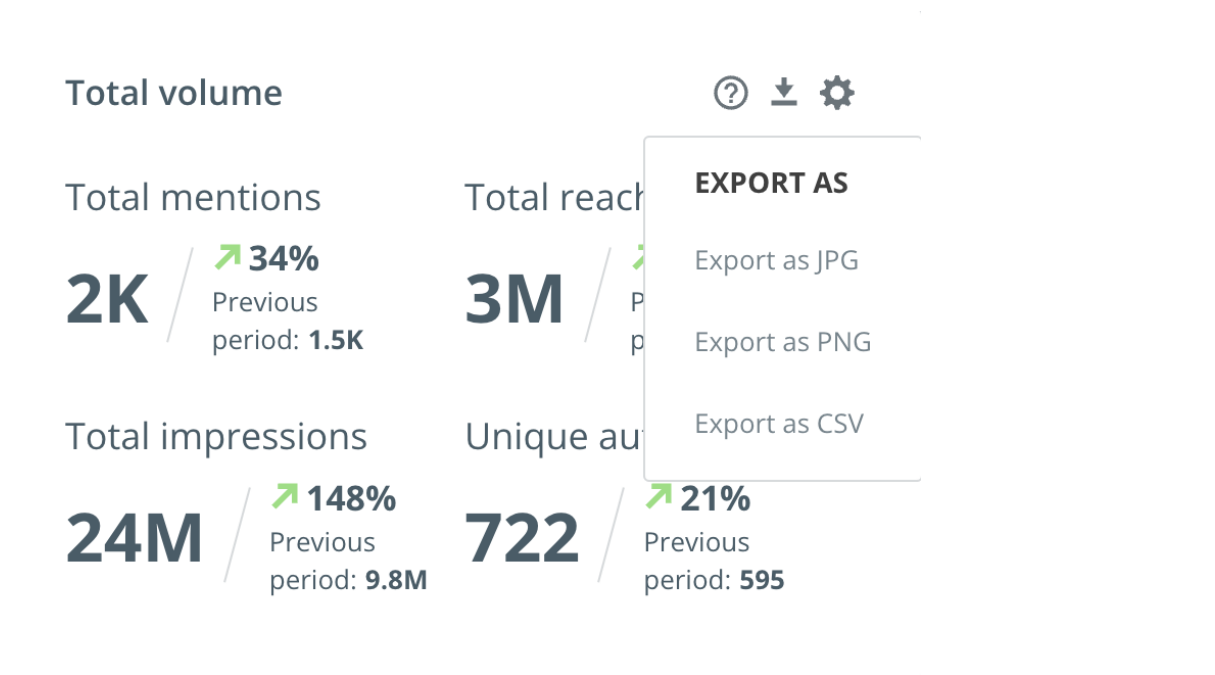 Total volume
EXPORT AS
Export as JPG
Export as PNG
Export as CSV
Total mentions
2K
34%
Previous
period: 1.5K
Total reach
3M
Total impressions
24M
148%
Previous
period: 9.8M
Unique
722
21%
Previous
period: 595